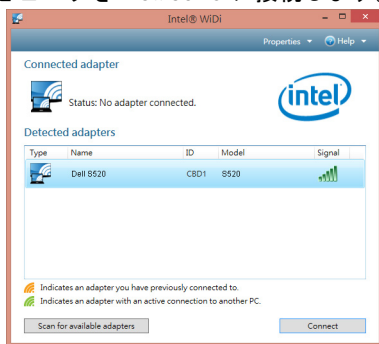 Intel® WiDi
Properties Help
Connected adapter
Status: No adapter connected.
intel
Detected adapters
Type Name ID Model Signal
Dell S520 CBD1 S520
Indicates an adapter you have previously connected to.
Indicates an adapter with an active connection to another PC.
Scan for available adapters Connect